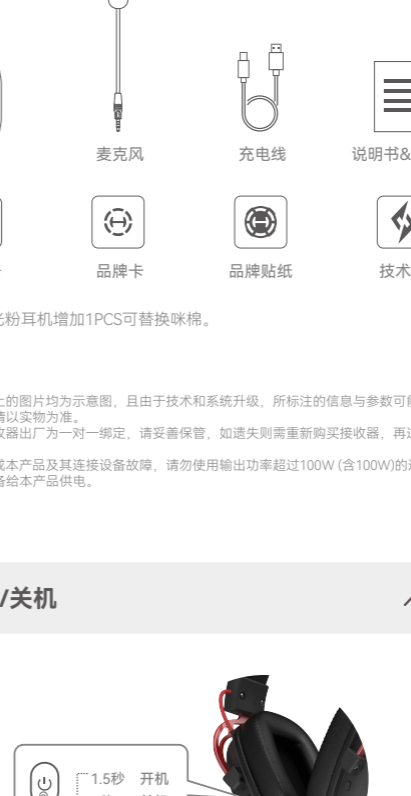 麦克风 充电线 说明书&
品牌卡 品牌贴纸 技术
粉耳机增加1PCS可替换咪棉。
的图片均为示意图，且由于技术和系统升级，所标注的信息与参数可
以实物为准。
器出厂为一对一绑定，请妥善保管，如遗失则需重新购买接收器，再
本产品及其连接设备故障，请勿使用输出功率超过100W (含100W)的
给本产品供电。
/关机
1.5秒 开机